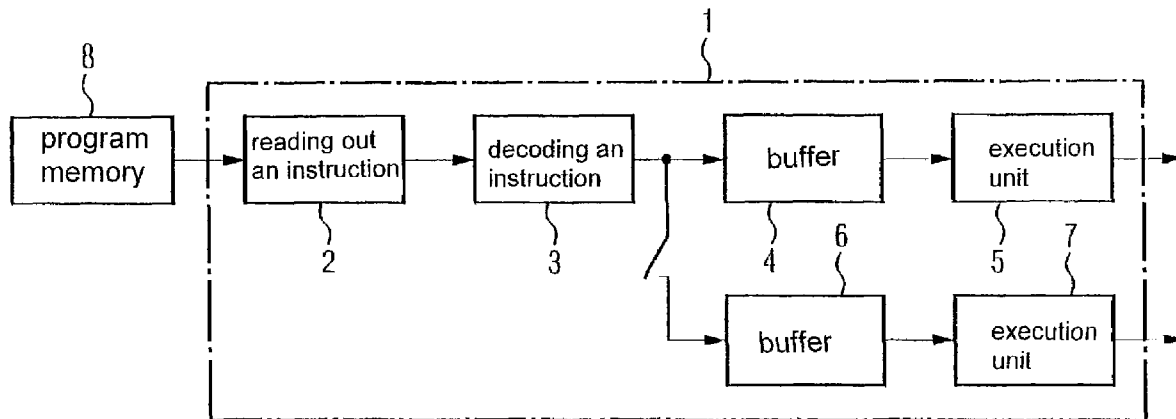 1
8
program
memory
reading out
an instruction
2
decoding an
instruction
3
buffer
4
execution
unit
5
6
buffer
7
execution
unit